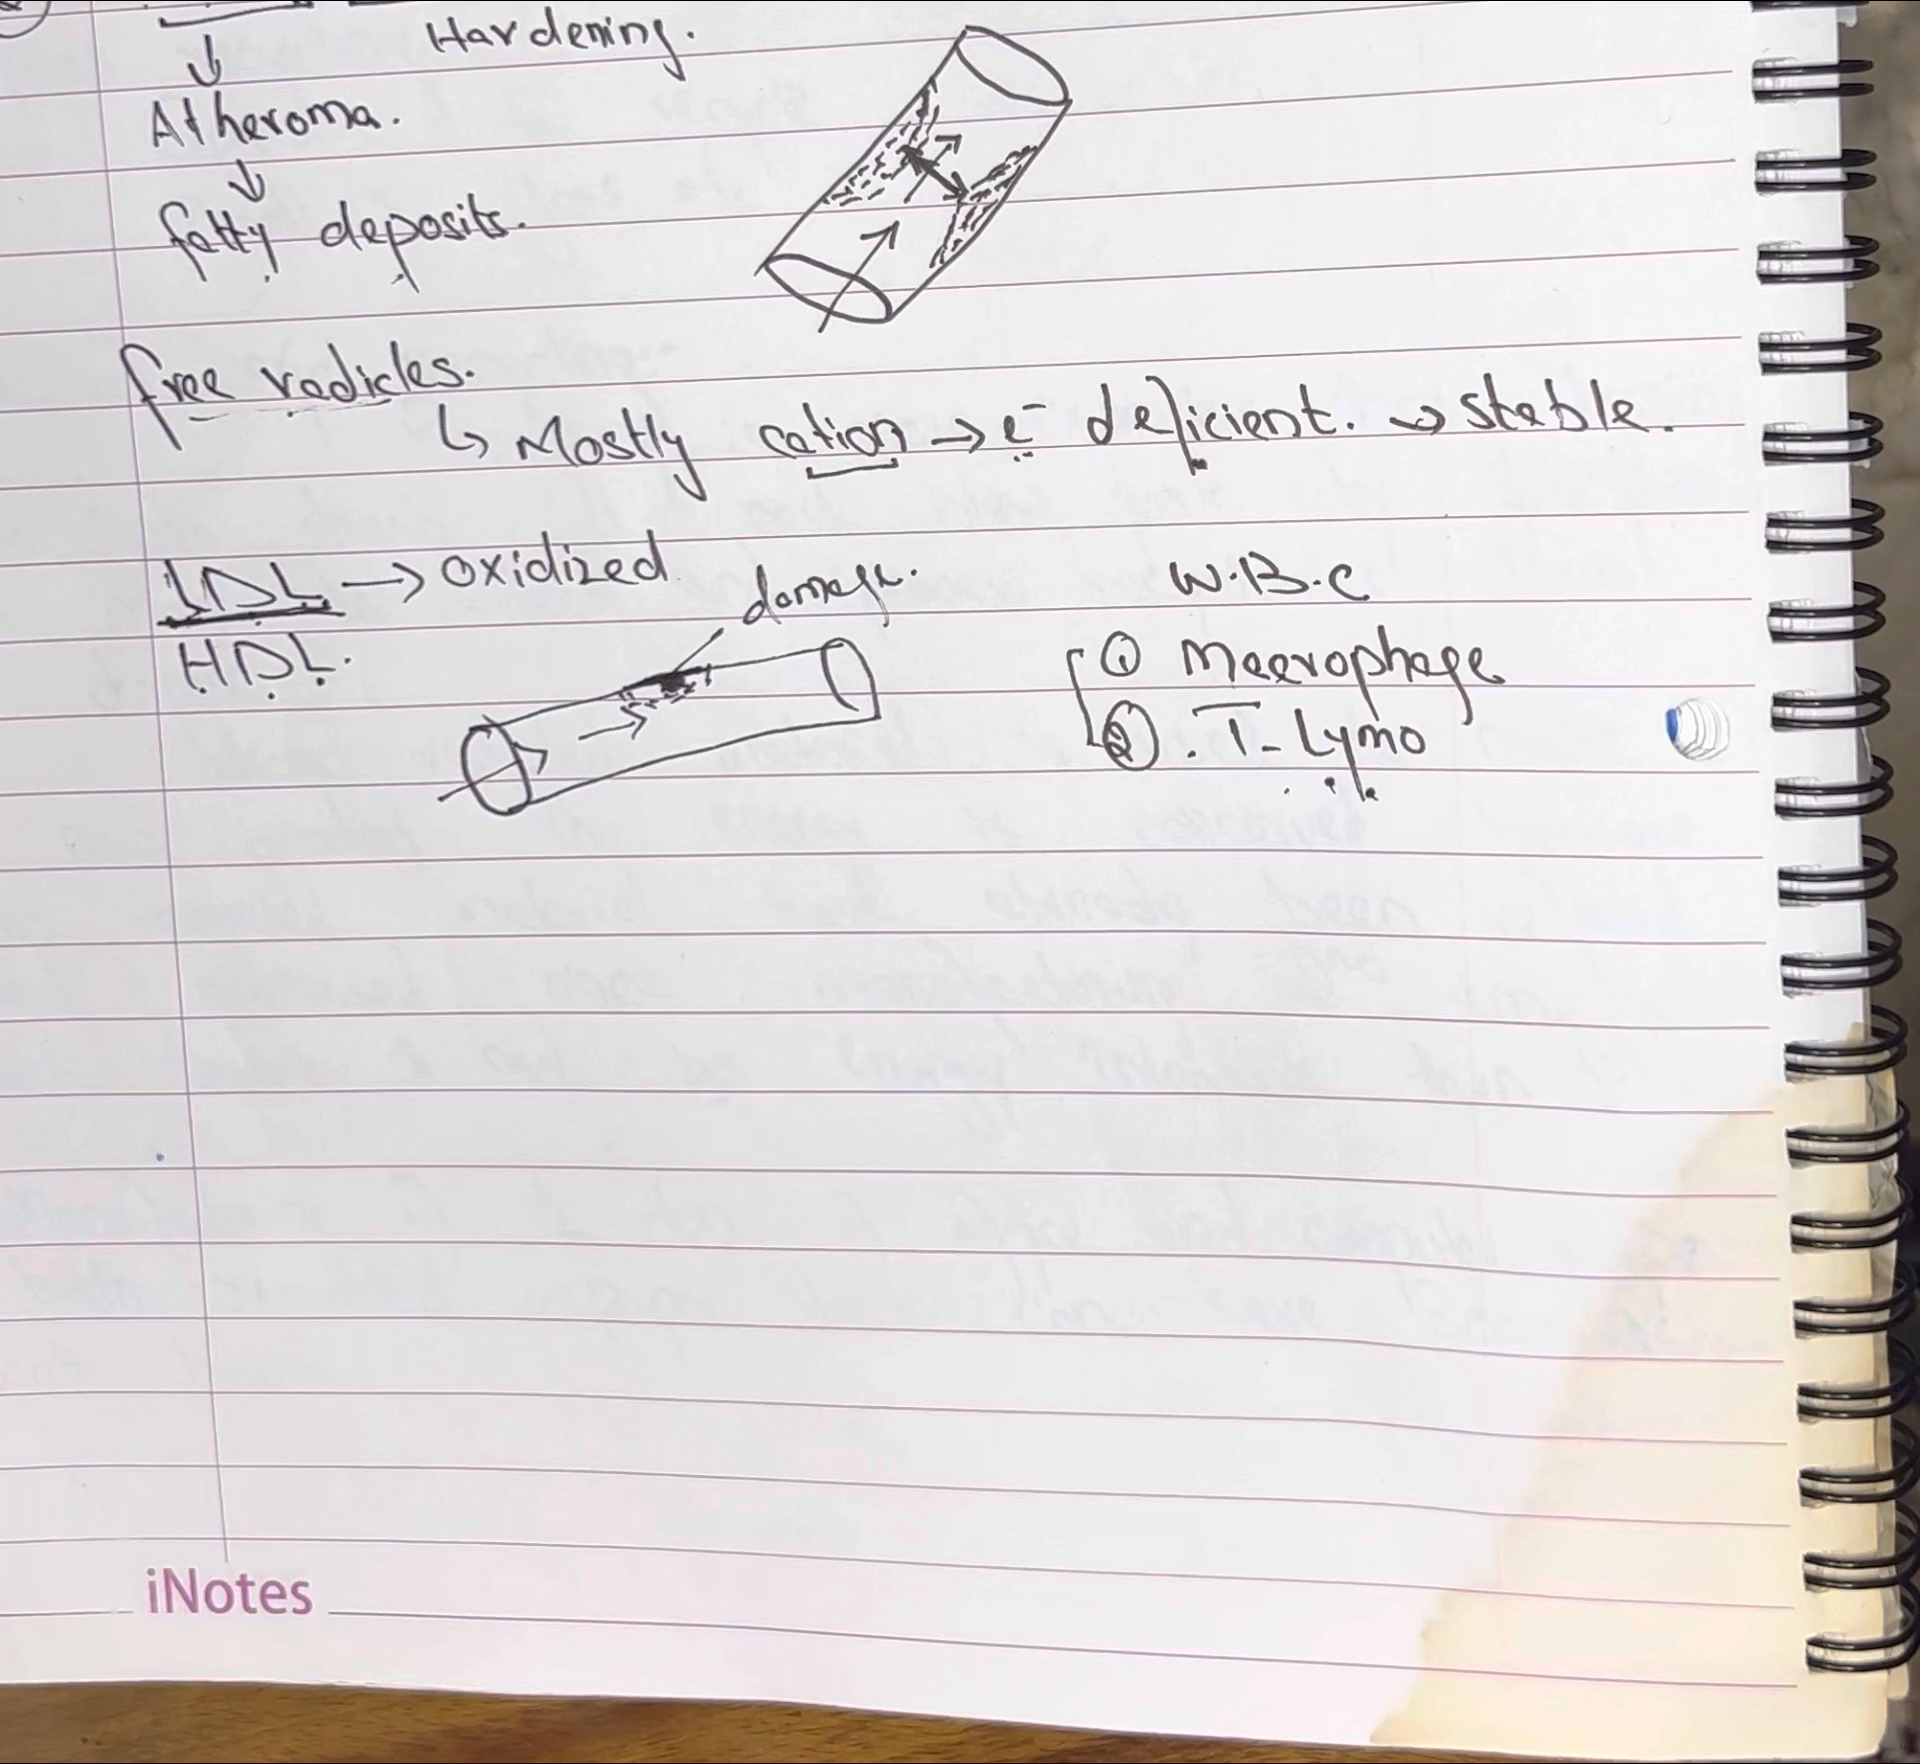 Hardening.
↓
Atheroma.
↓
fatty deposits.
free radicles.
↳ Mostly cation → e⁻ deficient. → stable.
LDL → oxidized
damage.
W.B.C
HDL.
① Macrophage
② . T- Lymo
iNotes